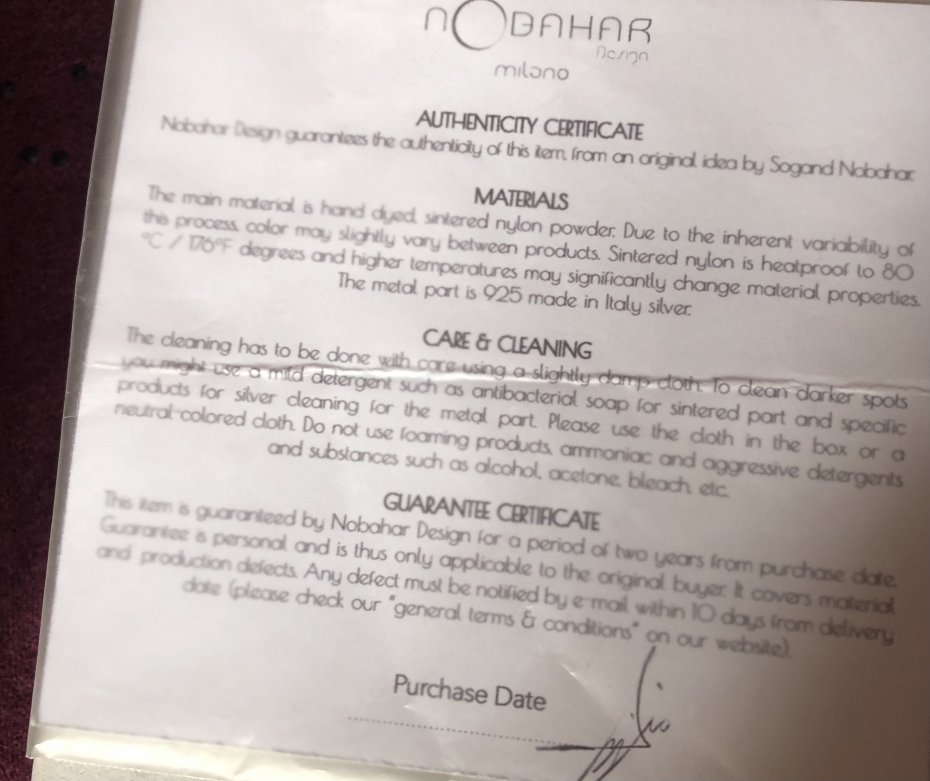 NOBAHAR
Design
milano
AUTHENTICITY CERTIFICATE
Nobahar Design guarantees the authenticity of this item, from an original idea by Sogand Nobahar.
MATERIALS
The main material is hand dyed, sintered nylon powder. Due to the inherent variability of
this process, color may slightly vary between products. Sintered nylon is heatproof to 80
°C / 176°F degrees and higher temperatures may significantly change material properties.
The metal part is 925 made in Italy silver.
CARE & CLEANING
The cleaning has to be done with care using a slightly damp cloth. To clean darker spots
you might use a mild detergent such as antibacterial soap for sintered part and specific
products for silver cleaning for the metal part. Please use the cloth in the box or a
neutral-colored cloth. Do not use foaming products, ammoniac and aggressive detergents
and substances such as alcohol, acetone, bleach, etc.
GUARANTEE CERTIFICATE
This item is guaranteed by Nobahar Design for a period of two years from purchase date.
Guarantee is personal and is thus only applicable to the original buyer. It covers material
and production defects. Any defect must be notified by e-mail within 10 days from delivery
date (please check our "general terms & conditions" on our website).
Purchase Date